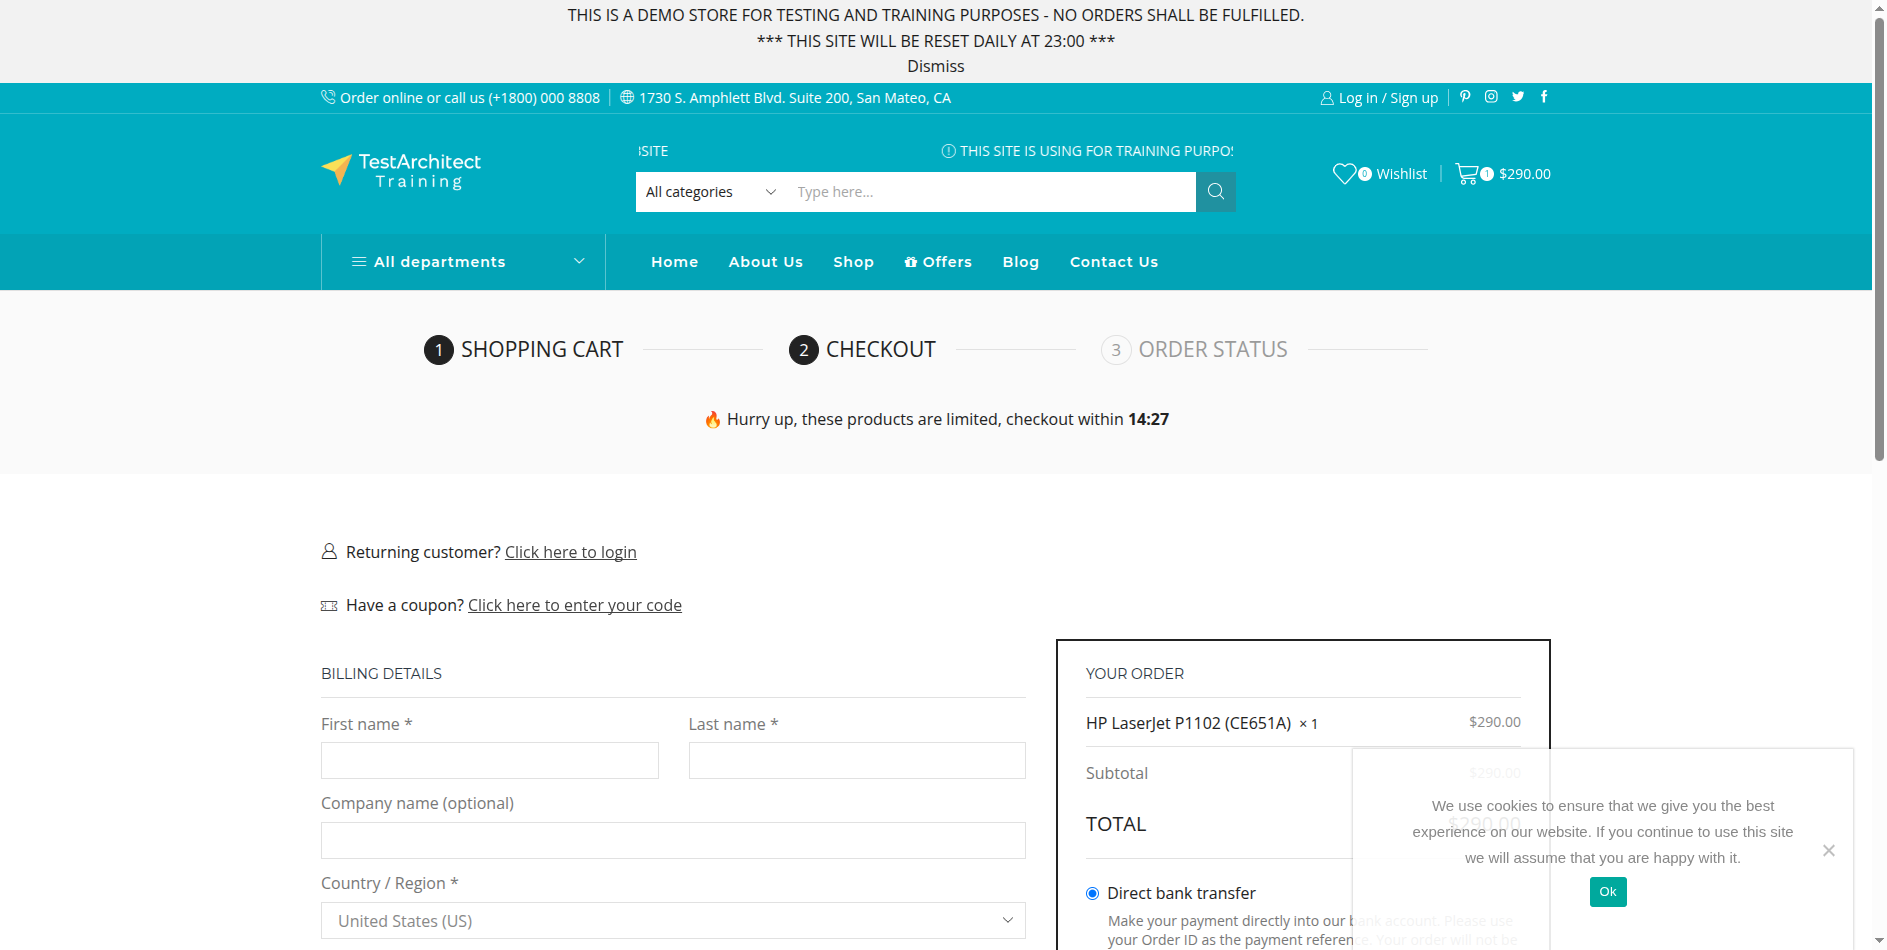 THIS IS A DEMO STORE FOR TESTING AND TRAINING PURPOSES - NO ORDERS SHALL BE FULFILLED.
*** THIS SITE WILL BE RESET DAILY AT 23:00 ***
Dismiss
Order online or call us (+1800) 000 8808
1730 S. Amphlett Blvd. Suite 200, San Mateo, CA
Log in / Sign up
TestArchitect
Training
SITE
THIS SITE IS USING FOR TRAINING PURPOS
All categories
Type here...
0 Wishlist
1 $290.00
All departments
Home
About Us
Shop
Offers
Blog
Contact Us
1 SHOPPING CART
2 CHECKOUT
3 ORDER STATUS
🔥 Hurry up, these products are limited, checkout within 14:27
Returning customer? Click here to login
Have a coupon? Click here to enter your code
BILLING DETAILS
First name *
Last name *
Company name (optional)
Country / Region *
United States (US)
YOUR ORDER
HP LaserJet P1102 (CE651A) × 1
$290.00
Subtotal
$290.00
TOTAL
$290.00
Direct bank transfer
Make your payment directly into our bank account. Please use
your Order ID as the payment reference. Your order will not be
We use cookies to ensure that we give you the best
experience on our website. If you continue to use this site
we will assume that you are happy with it.
Ok